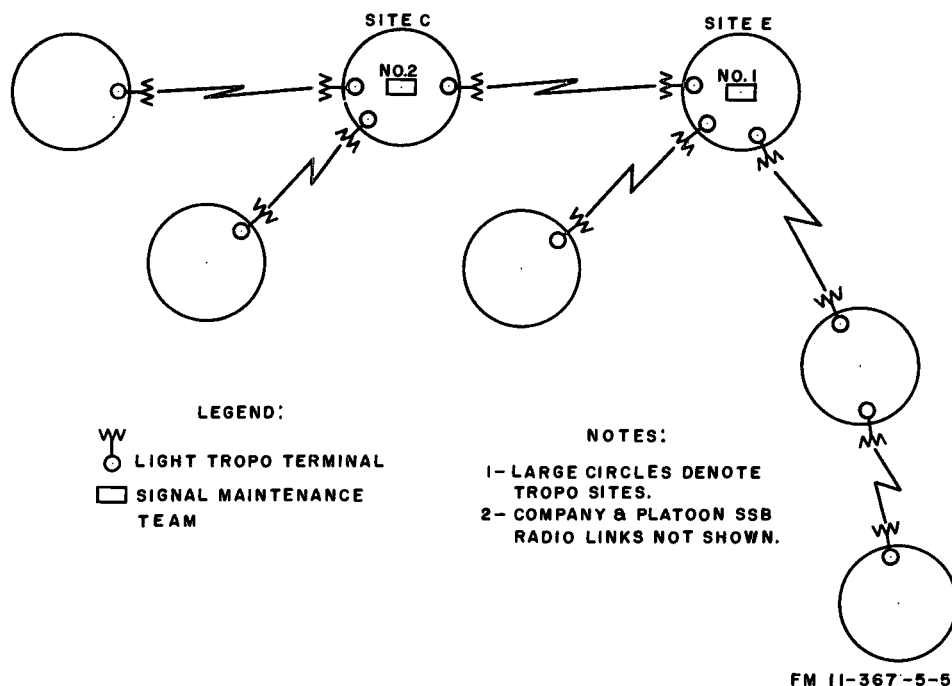 SITE C
SITE E
NO.2
NO.1
LEGEND:
LIGHT TROPO TERMINAL
SIGNAL MAINTENANCE
TEAM
NOTES:
1- LARGE CIRCLES DENOTE
TROPO SITES.
2- COMPANY & PLATOON SSB
RADIO LINKS NOT SHOWN.
FM 11-367-5-5